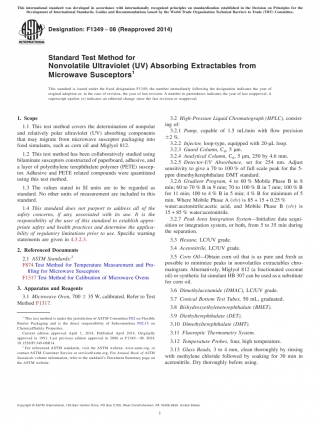 This international standard was developed in accordance with internationally recognized principles on standardization established in the Decision on Principles for the
Development of International Standards, Guides and Recommendations issued by the World Trade Organization Technical Barriers to Trade (TBT) Committee.
Designation: F1349 − 08 (Reapproved 2014)
Standard Test Method for
Nonvolatile Ultraviolet (UV) Absorbing Extractables from
Microwave Susceptors1
This standard is issued under the fixed designation F1349; the number immediately following the designation indicates the year of
original adoption or, in the case of revision, the year of last revision. A number in parentheses indicates the year of last reapproval. A
superscript epsilon (´) indicates an editorial change since the last revision or reapproval.
1. Scope
1.1 This test method covers the determination of nonpolar
and relatively polar ultraviolet (UV) absorbing components
that may migrate from microwave susceptor packaging into
food simulants, such as corn oil and Miglyol 812.
1.2 This test method has been collaboratively studied using
bilaminate susceptors constructed of paperboard, adhesive, and
a layer of polyethylene terephthalate polymer (PETE) susceptor. Adhesive and PETE related compounds were quantitated
using this test method.
1.3 The values stated in SI units are to be regarded as
standard. No other units of measurement are included in this
standard.
1.4 This standard does not purport to address all of the
safety concerns, if any, associated with its use. It is the
responsibility of the user of this standard to establish appropriate safety and health practices and determine the applicability of regulatory limitations prior to use. Specific warning
statements are given in 4.3.2.3.
2. Referenced Documents
2.1 ASTM Standards:2
F874 Test Method for Temperature Measurement and Profiling for Microwave Susceptors
F1317 Test Method for Calibration of Microwave Ovens
3. Apparatus and Reagents
3.1 Microwave Oven, 700 ± 35 W, calibrated. Refer to Test
Method F1317.
1 This test method is under the jurisdiction of ASTM Committee F02 on Flexible
Barrier Packaging and is the direct responsibility of Subcommittee F02.15 on
Chemical/Safety Properties.
Current edition approved April 1, 2014. Published April 2014. Originally
approved in 1991. Last previous edition approved in 2008 as F1349 – 08. DOI:
10.1520/F1349-08R14.
2 For referenced ASTM standards, visit the ASTM website, www.astm.org, or
contact ASTM Customer Service at service@astm.org. For Annual Book of ASTM
Standards volume information, refer to the standard's Document Summary page on
the ASTM website.
3.2 High-Pressure Liquid Chromatograph (HPLC), consisting of:
3.2.1 Pump, capable of 1.5 mL/min with flow precision
±2 %.
3.2.2 Injector, loop-type, equipped with 20-µL loop.
3.2.3 Guard Column, C8, 5 µm.
3.2.4 Analytical Column, C8, 5 µm, 250 by 4.6 mm.
3.2.5 Detector-UV Absorbance, set for 254 nm. Adjust
sensitivity to give a 70 to 100 % of full scale peak for the 5-
ppm dimethylterephthalate DMT standard.
3.2.6 Gradient Program, 0 to 60 % Mobile Phase B in 8
min; 60 to 70 % B in 9 min; 70 to 100 % B in 7 min; 100 % B
for 11 min; 100 to 4 % B in 5 min; 4 % B for minimum of 5
min. Where Mobile Phase A (v/v) is 85 + 15 + 0.25 %
water:acetonitrile:acetic acid, and Mobile Phase B (v/v) is
15 + 85 % water:acetonitrile.
3.2.7 Peak Area Integration System—Initialize data acquisition or integration system, or both, from 5 to 35 min during
the separation.
3.3 Hexane, LC/UV grade.
3.4 Acetonitrile, LC/UV grade.
3.5 Corn Oil—Obtain corn oil that is as pure and fresh as
possible to minimize peaks in nonvolatiles extractables chromatogram. Alternatively, Miglyol 812 (a fractionated coconut
oil) or synthetic fat simulant HB 307 can be used as a substitute
for corn oil.
3.6 Dimethylacetamide (DMAC), LC/UV grade.
3.7 Conical Bottom Test Tubes, 50 mL, graduated.
3.8 Bis(hydroxyethyl)terephthalate (BHET).
3.9 Diethylterephthalate (DET).
3.10 Dimethylterephthalate (DMT).
3.11 Fluoroptic Thermometry System.
3.12 Temperature Probes, four, high temperature.
3.13 Glass Beads, 3 to 4 mm, clean thoroughly by rinsing
with methylene chloride followed by soaking for 30 min in
acetonitrile. Dry thoroughly before using.
Copyright © ASTM International, 100 Barr Harbor Drive, PO Box C700, West Conshohocken, PA 19428-2959. United States
1